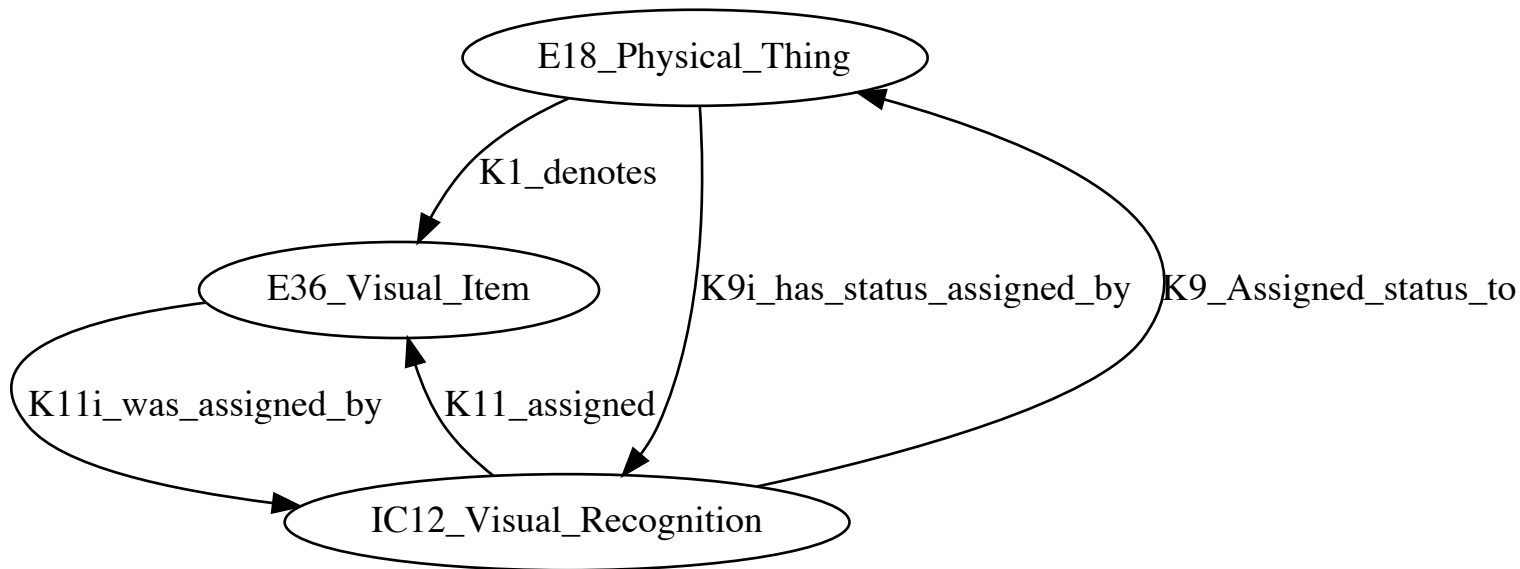 E18_Physical_Thing
K1_denotes
E36_Visual_Item
K9i_has_status_assigned_by
K9_Assigned_status_to
K11i_was_assigned_by
K11_assigned
IC12_Visual_Recognition